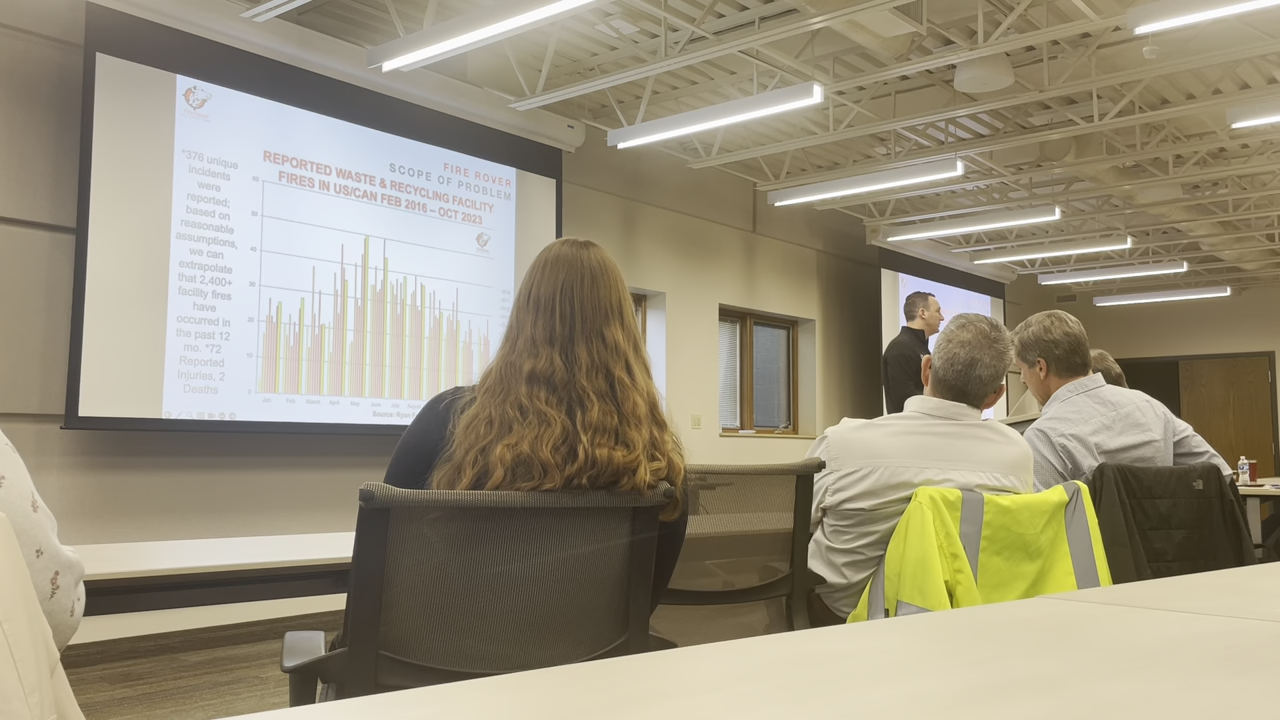 FIRE ROVER
SCOPE OF PROBLEM
REPORTED WASTE & RECYCLING FACILITY
FIRES IN US/CAN FEB 2016 – OCT 2023
*376 unique
incidents
were
reported;
based on
reasonable
assumptions,
we can
extrapolate
that 2,400+
facility fires
have
occurred in
the past 12
mo. *72
Reported
Injuries, 2
Deaths
60
50
40
30
20
10
0
Jan Feb March April May June July
Source: Ryan